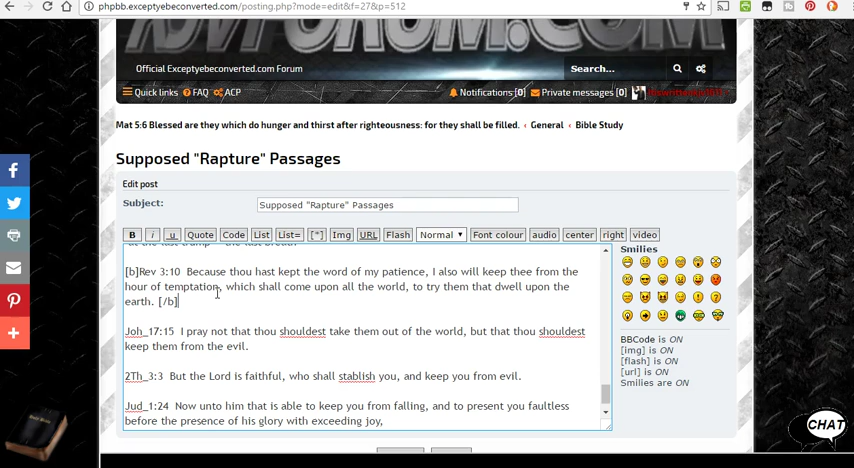 phpbb.exceptyebeconverted.com/posting.php?mode=edit&f=27&p=512
Official Exceptyebeconverted.com Forum
Search...
Quick links FAQ ACP
Notifications [0] Private messages [0]
Mat 5:6 Blessed are they which do hunger and thirst after righteousness: for they shall be filled. ‹ General ‹ Bible Study
Supposed "Rapture" Passages
Edit post
Subject: Supposed "Rapture" Passages
B i u Quote Code List List= [*] Img URL Flash Normal Font colour audio center right video
Smilies
at the last trump = the last breath
[b]Rev 3:10 Because thou hast kept the word of my patience, I also will keep thee from the
hour of temptation, which shall come upon all the world, to try them that dwell upon the
earth. [/b]
Joh_17:15 I pray not that thou shouldest take them out of the world, but that thou shouldest
keep them from the evil.
2Th_3:3 But the Lord is faithful, who shall stablish you, and keep you from evil.
Jud_1:24 Now unto him that is able to keep you from falling, and to present you faultless
before the presence of his glory with exceeding joy,
BBCode is ON
[img] is ON
[flash] is ON
[url] is ON
Smilies are ON
CHAT